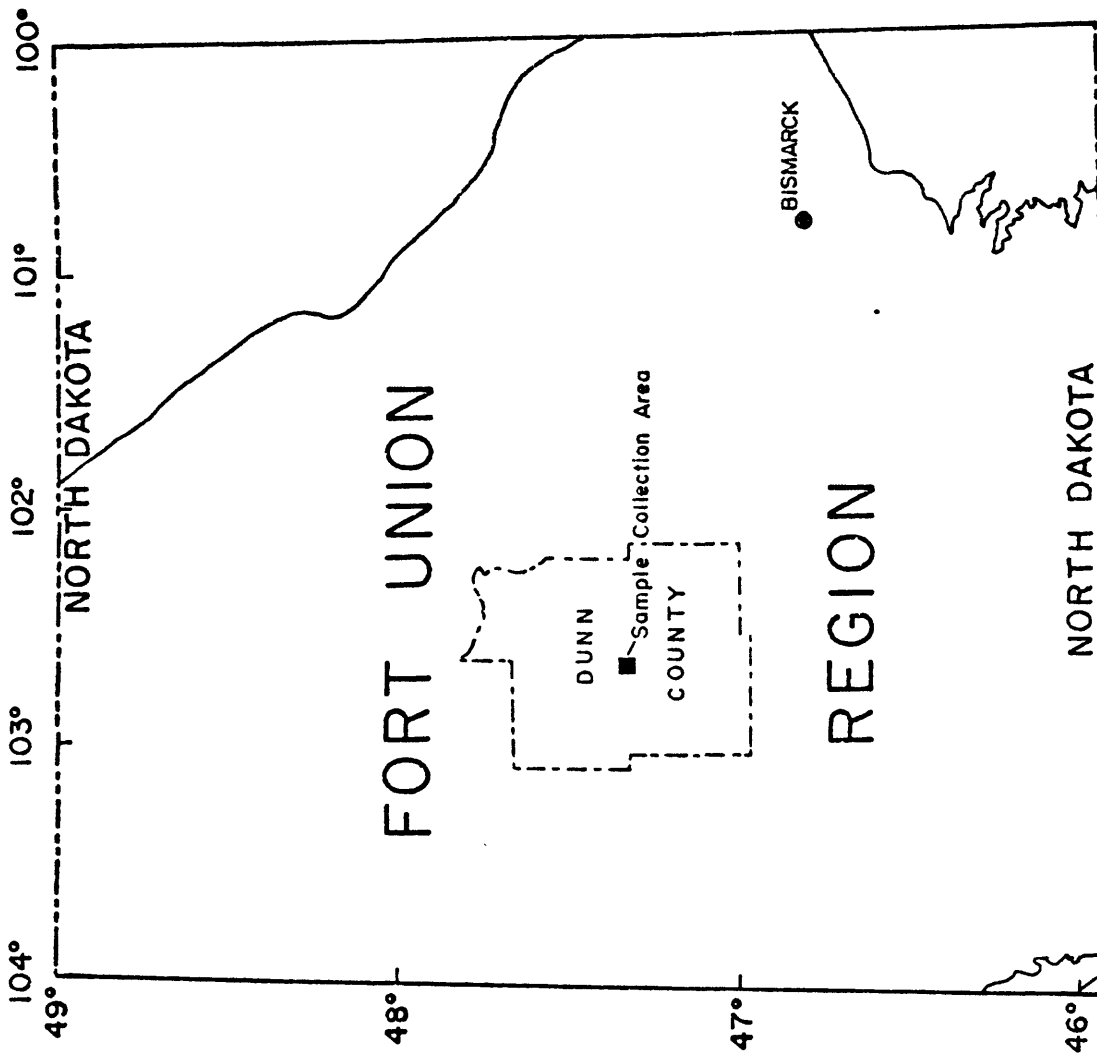 104°
103°
102°
101°
100°
49°
NORTH DAKOTA
48°
FORT UNION
DUNN
Sample Collection Area
COUNTY
47°
BISMARCK
REGION
46°
NORTH DAKOTA